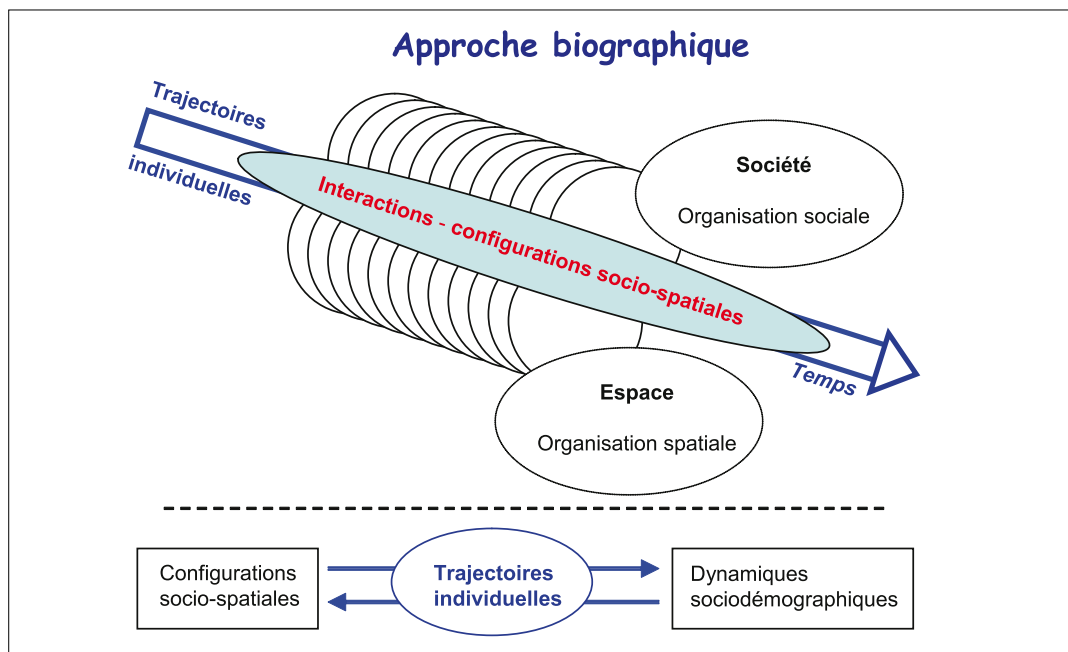 Approche biographique
Trajectoires
individuelles
Interactions - configurations socio-spatiales
Société
Organisation sociale
Temps
Espace
Organisation spatiale
Configurations
socio-spatiales
Trajectoires
individuelles
Dynamiques
sociodémographiques